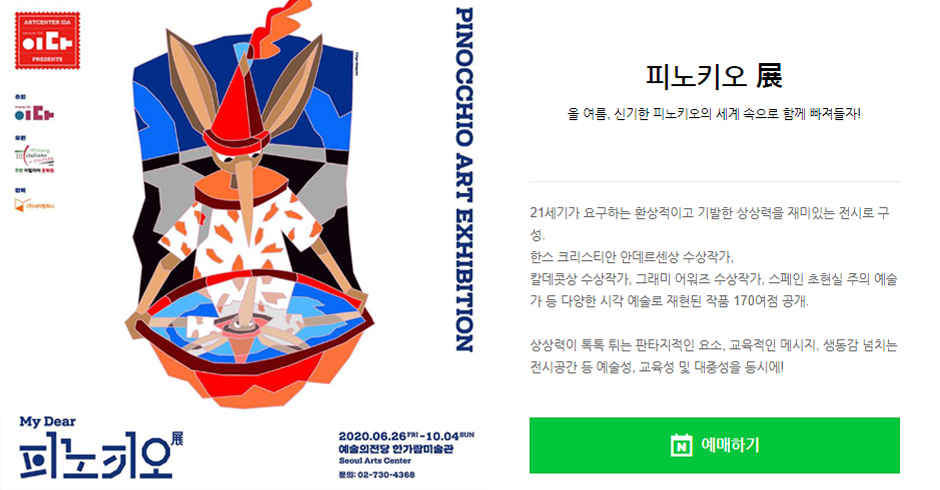 ARTCENTER IDA
이다
PRESENTS
주최
이다
후원
주한 이탈리아 문화원
협력
PINOCCHIO ART EXHIBITION
My Dear
피노키오展
2020.06.26FRI-10.04SUN
예술의전당 한가람미술관
Seoul Arts Center
문의: 02-730-4368
피노키오 展
올 여름, 신기한 피노키오의 세계 속으로 함께 빠져들자!
21세기가 요구하는 환상적이고 기발한 상상력을 재미있는 전시로 구
성.
한스 크리스티안 안데르센상 수상작가,
칼데콧상 수상작가, 그래미 어워즈 수상작가, 스페인 초현실 주의 예술
가 등 다양한 시각 예술로 재현된 작품 170여점 공개.
상상력이 톡톡 튀는 판타지적인 요소, 교육적인 메시지, 생동감 넘치는
전시공간 등 예술성, 교육성 및 대중성을 동시에!
N 예매하기